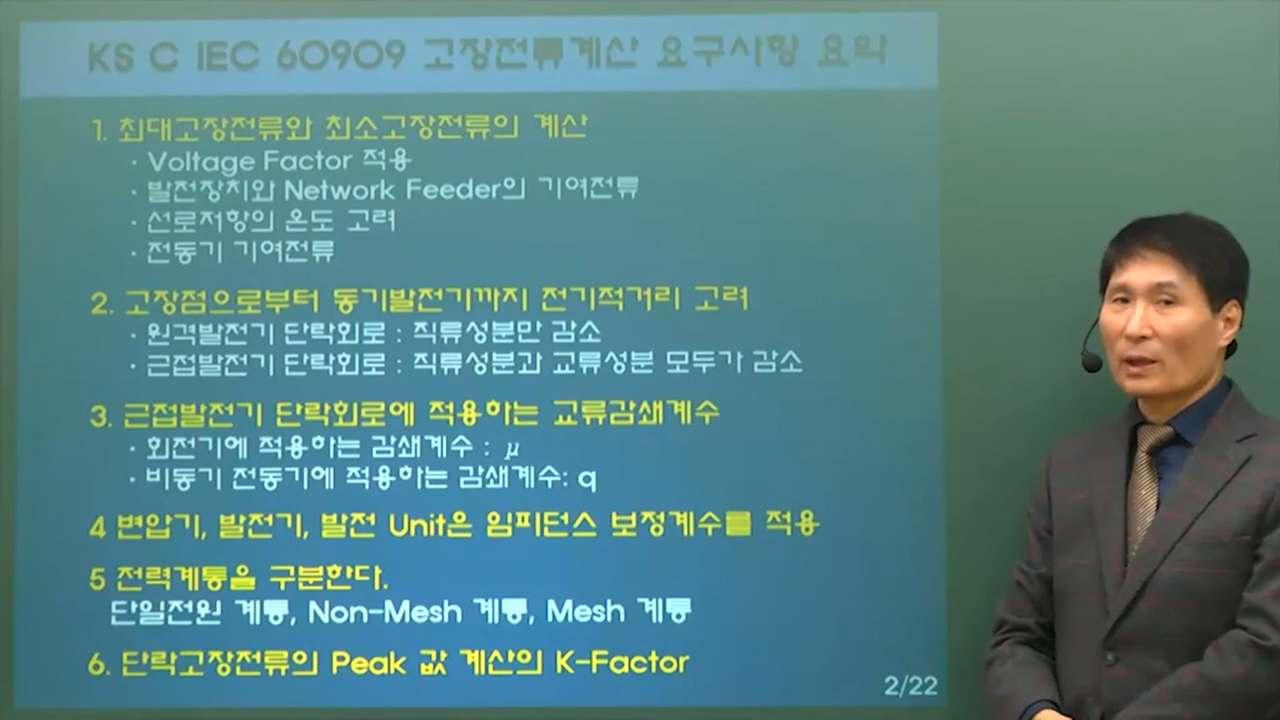 KS C IEC 60909 고장전류계산 요구사항 요약
1. 최대고장전류와 최소고장전류의 계산
· Voltage Factor 적용
· 발전장치와 Network Feeder의 기여전류
· 선로저항의 온도 고려
· 전동기 기여전류
2. 고장점으로부터 동기발전기까지 전기적거리 고려
· 원격발전기 단락회로 : 직류성분만 감소
· 근접발전기 단락회로 : 직류성분과 교류성분 모두가 감소
3. 근접발전기 단락회로에 적용하는 교류감쇄계수
· 회전기에 적용하는 감쇄계수 : μ
· 비동기 전동기에 적용하는 감쇄계수: q
4 변압기, 발전기, 발전 Unit은 임피던스 보정계수를 적용
5 전력계통을 구분한다.
단일전원 계통, Non-Mesh 계통, Mesh 계통
6. 단락고장전류의 Peak 값 계산의 K-Factor
2/22